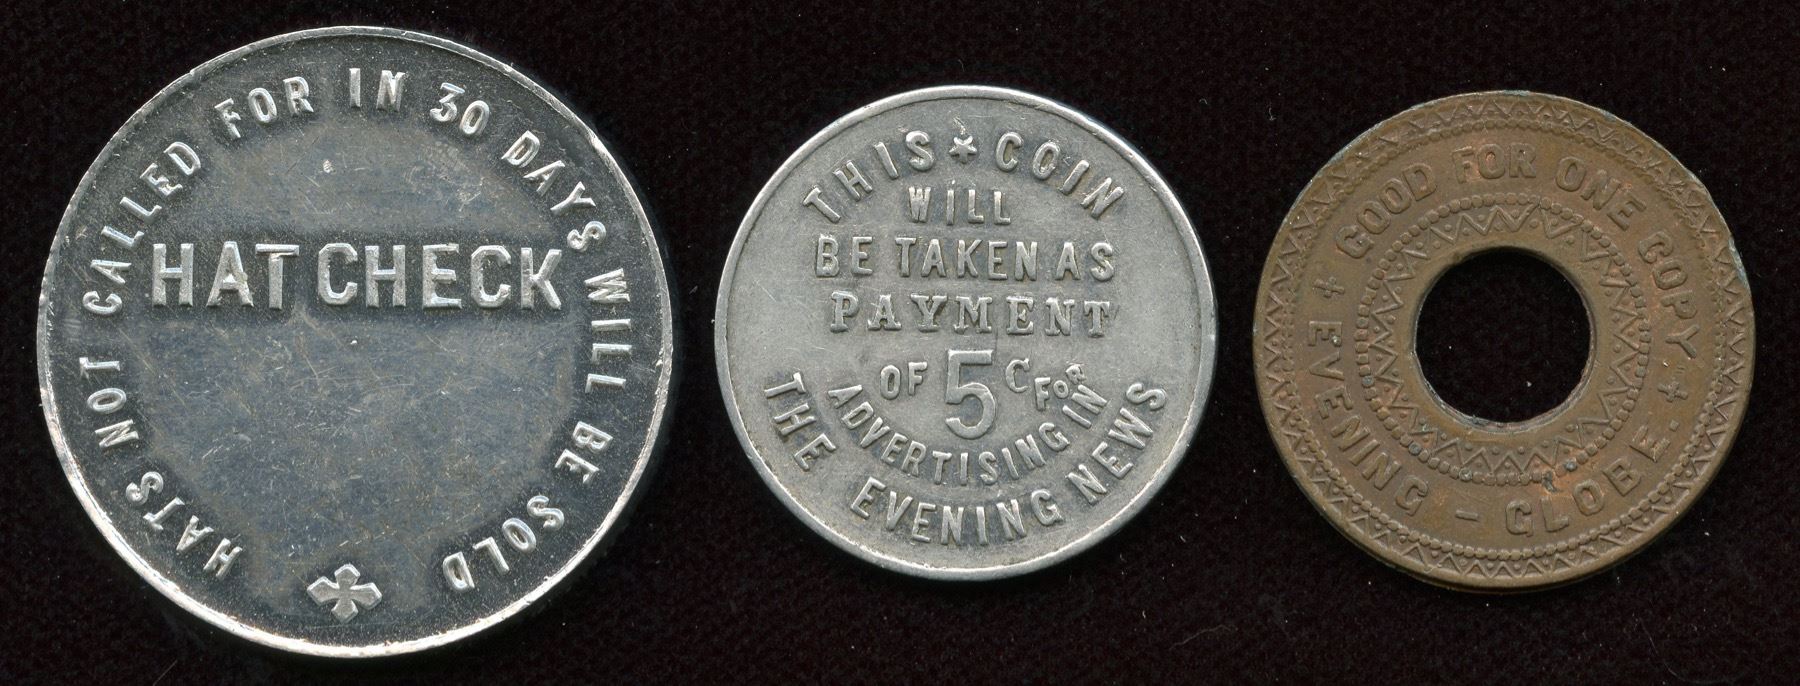 HATS NOT CALLED FOR IN 30 DAYS WILL BE SOLD
HAT CHECK
THIS COIN
WILL
BE TAKEN AS
PAYMENT
OF 5C FOR
ADVERTISING IN
THE EVENING NEWS
GOOD FOR ONE COPY
EVENING - GLOBE.